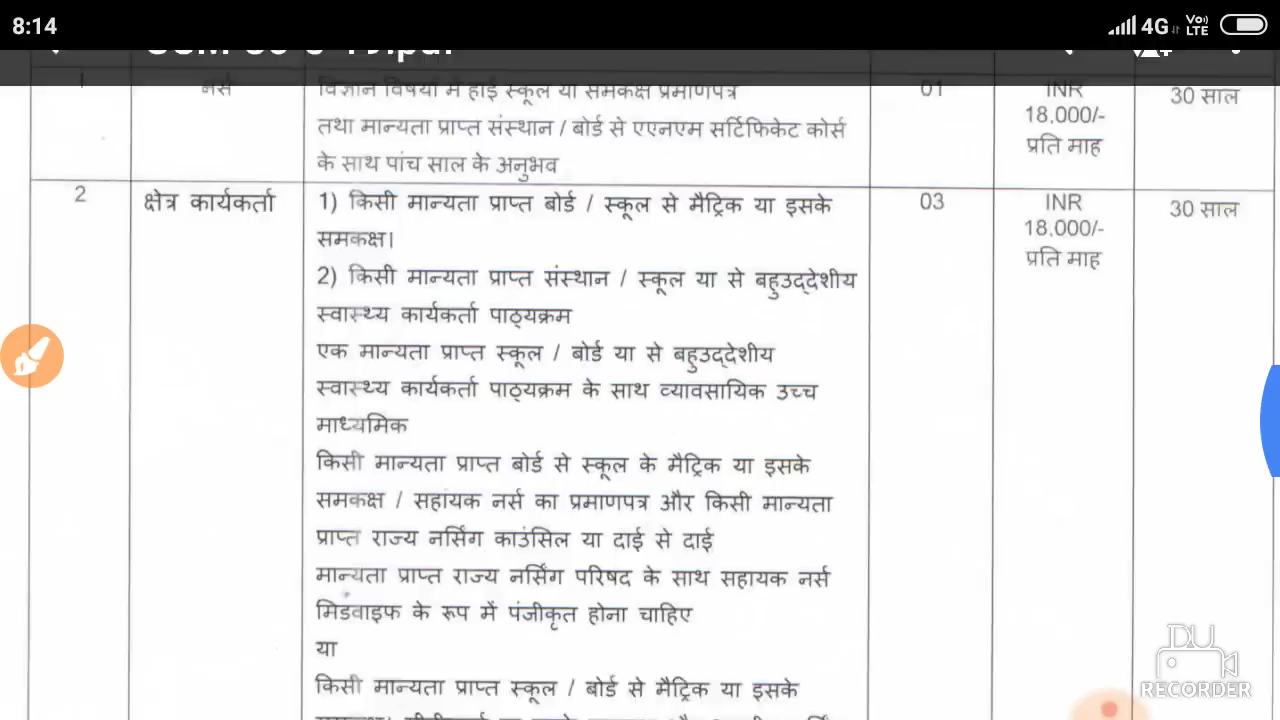 8:14
4G VoLTE
1 नर्स विज्ञान विषयों में हाई स्कूल या समकक्ष प्रमाणपत्र 01 INR 30 साल
18,000/-
तथा मान्यता प्राप्त संस्थान / बोर्ड से एएनएम सर्टिफिकेट कोर्स
प्रति माह
के साथ पांच साल के अनुभव
2 क्षेत्र कार्यकर्ता 1) किसी मान्यता प्राप्त बोर्ड / स्कूल से मैट्रिक या इसके 03 INR 30 साल
18,000/-
समकक्ष।
प्रति माह
2) किसी मान्यता प्राप्त संस्थान / स्कूल या से बहुउद्देशीय
स्वास्थ्य कार्यकर्ता पाठ्यक्रम
एक मान्यता प्राप्त स्कूल / बोर्ड या से बहुउद्देशीय
स्वास्थ्य कार्यकर्ता पाठ्यक्रम के साथ व्यावसायिक उच्च
माध्यमिक
किसी मान्यता प्राप्त बोर्ड से स्कूल के मैट्रिक या इसके
समकक्ष / सहायक नर्स का प्रमाणपत्र और किसी मान्यता
प्राप्त राज्य नर्सिंग काउंसिल या दाई से दाई
मान्यता प्राप्त राज्य नर्सिंग परिषद के साथ सहायक नर्स
मिडवाइफ के रूप में पंजीकृत होना चाहिए
या
किसी मान्यता प्राप्त स्कूल / बोर्ड से मैट्रिक या इसके
DU
RECORDER